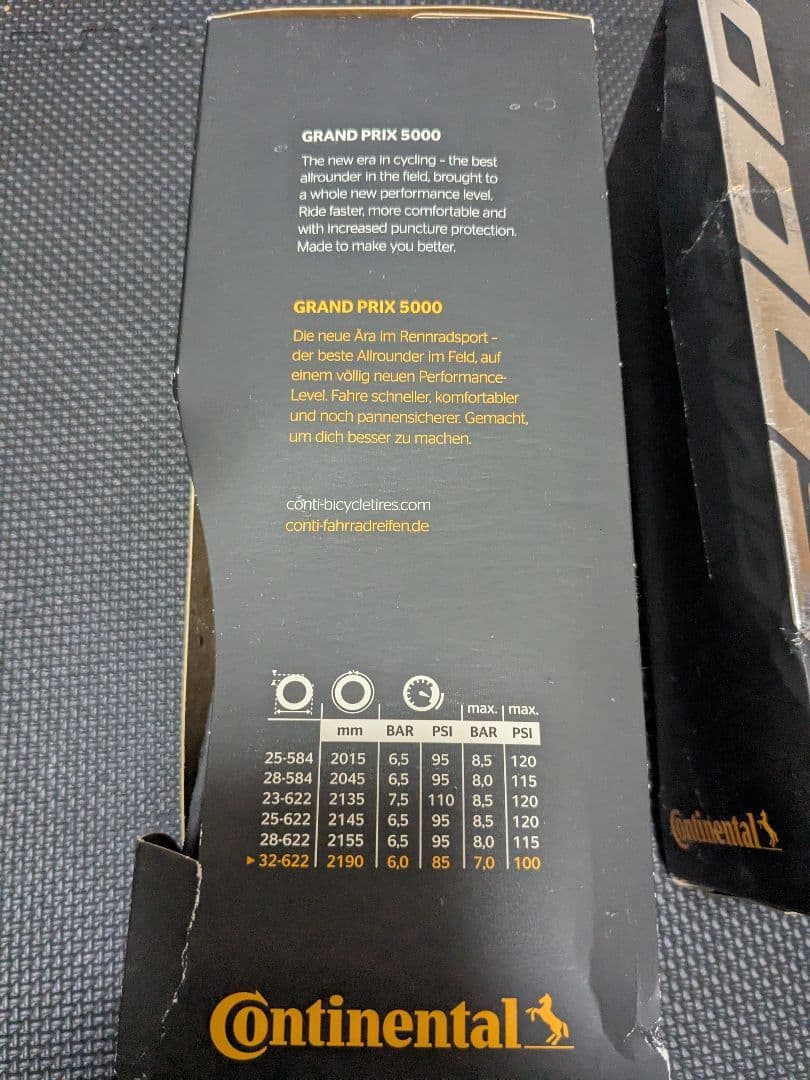 GRAND PRIX 5000
The new era in cycling – the best
allrounder in the field, brought to
a whole new performance level.
Ride faster, more comfortable and
with increased puncture protection.
Made to make you better.
GRAND PRIX 5000
Die neue Ära im Rennradsport –
der beste Allrounder im Feld, auf
einem völlig neuen Performance-
Level. Fahre schneller, komfortabler
und noch pannensicherer. Gemacht,
um dich besser zu machen.
conti-bicycletires.com
conti-fahrradreifen.de
max. max.
mm BAR PSI BAR PSI
25-584 2015 6,5 95 8,5 120
28-584 2045 6,5 95 8,0 115
23-622 2135 7,5 110 8,5 120
25-622 2145 6,5 95 8,5 120
28-622 2155 6,5 95 8,0 115
▸32-622 2190 6,0 85 7,0 100
Continental
Continental